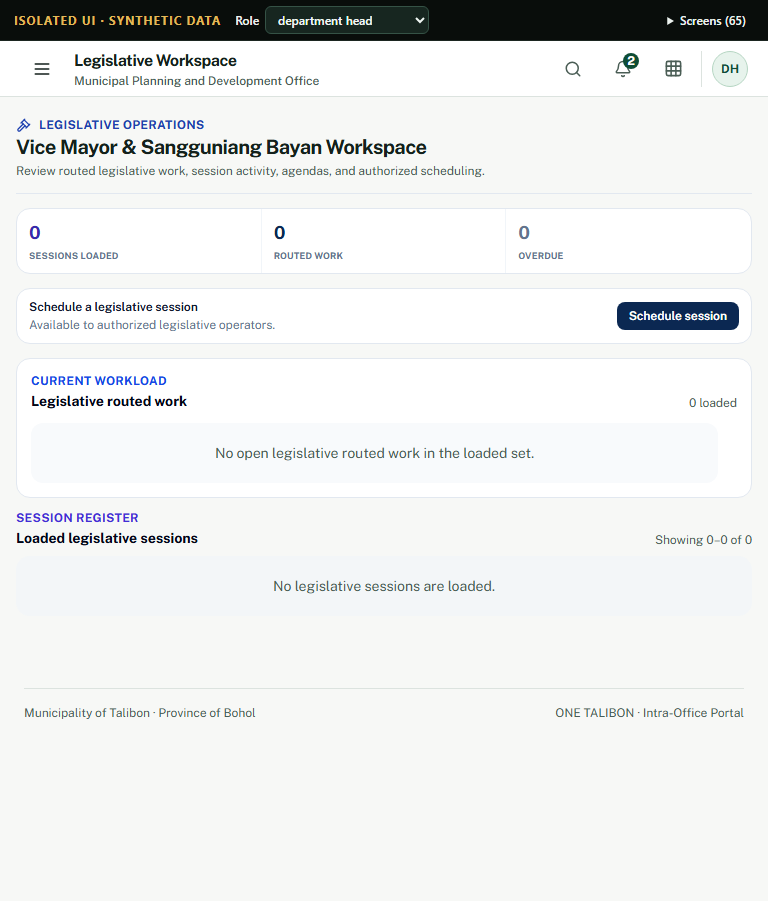 ISOLATED UI · SYNTHETIC DATA Role department head Screens (65)
Legislative Workspace
Municipal Planning and Development Office
2
DH
LEGISLATIVE OPERATIONS
Vice Mayor & Sangguniang Bayan Workspace
Review routed legislative work, session activity, agendas, and authorized scheduling.
0 0 0
SESSIONS LOADED ROUTED WORK OVERDUE
Schedule a legislative session
Available to authorized legislative operators.
Schedule session
CURRENT WORKLOAD
Legislative routed work
0 loaded
No open legislative routed work in the loaded set.
SESSION REGISTER
Loaded legislative sessions
Showing 0–0 of 0
No legislative sessions are loaded.
Municipality of Talibon · Province of Bohol
ONE TALIBON · Intra-Office Portal